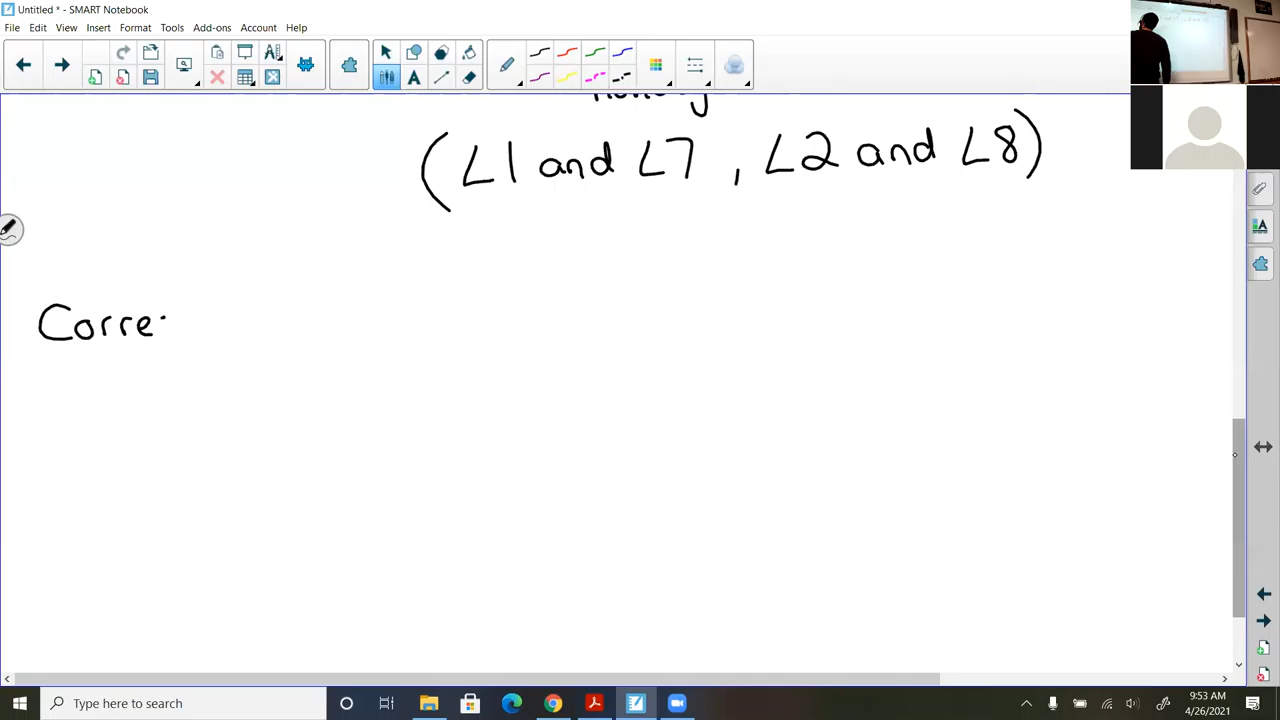 Untitled * - SMART Notebook
File Edit View Insert Format Tools Add-ons Account Help
(∠1 and ∠7 , ∠2 and ∠8)
Corre
Type here to search
9:53 AM
4/26/2021